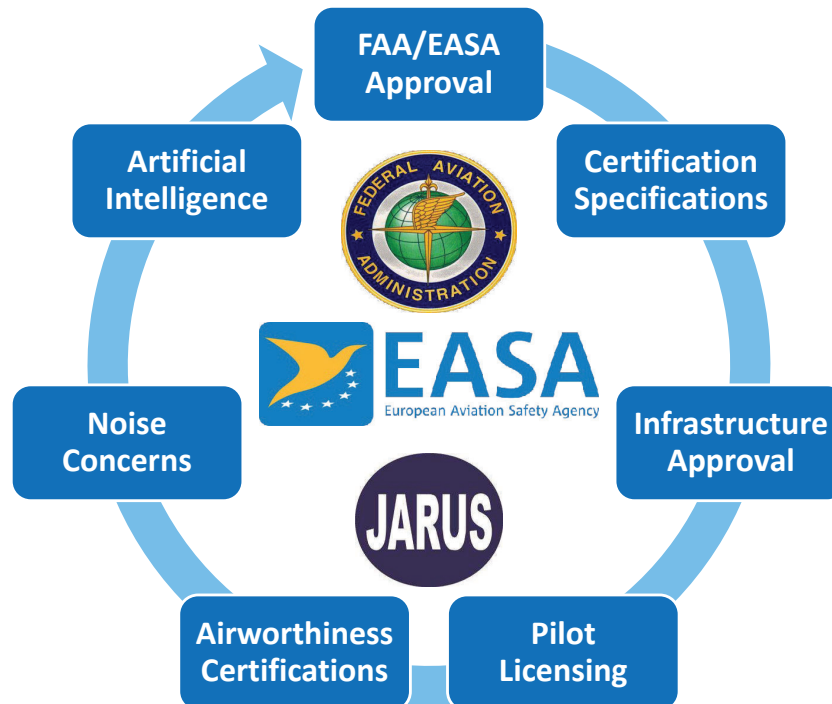 FAA/EASA
Approval
Artificial
Intelligence
Certification
Specifications
FEDERAL AVIATION
ADMINISTRATION
EASA
European Aviation Safety Agency
Noise
Concerns
Infrastructure
Approval
JARUS
Airworthiness
Certifications
Pilot
Licensing